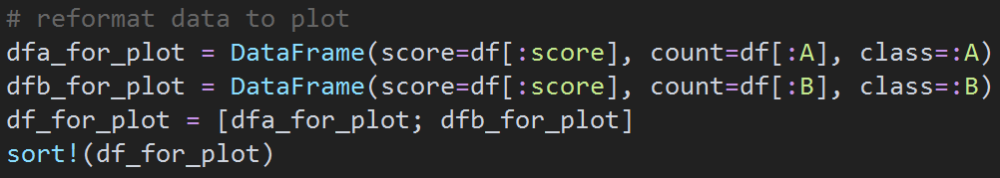 # reformat data to plot
dfa_for_plot = DataFrame(score=df[:score], count=df[:A], class=:A)
dfb_for_plot = DataFrame(score=df[:score], count=df[:B], class=:B)
df_for_plot = [dfa_for_plot; dfb_for_plot]
sort!(df_for_plot)